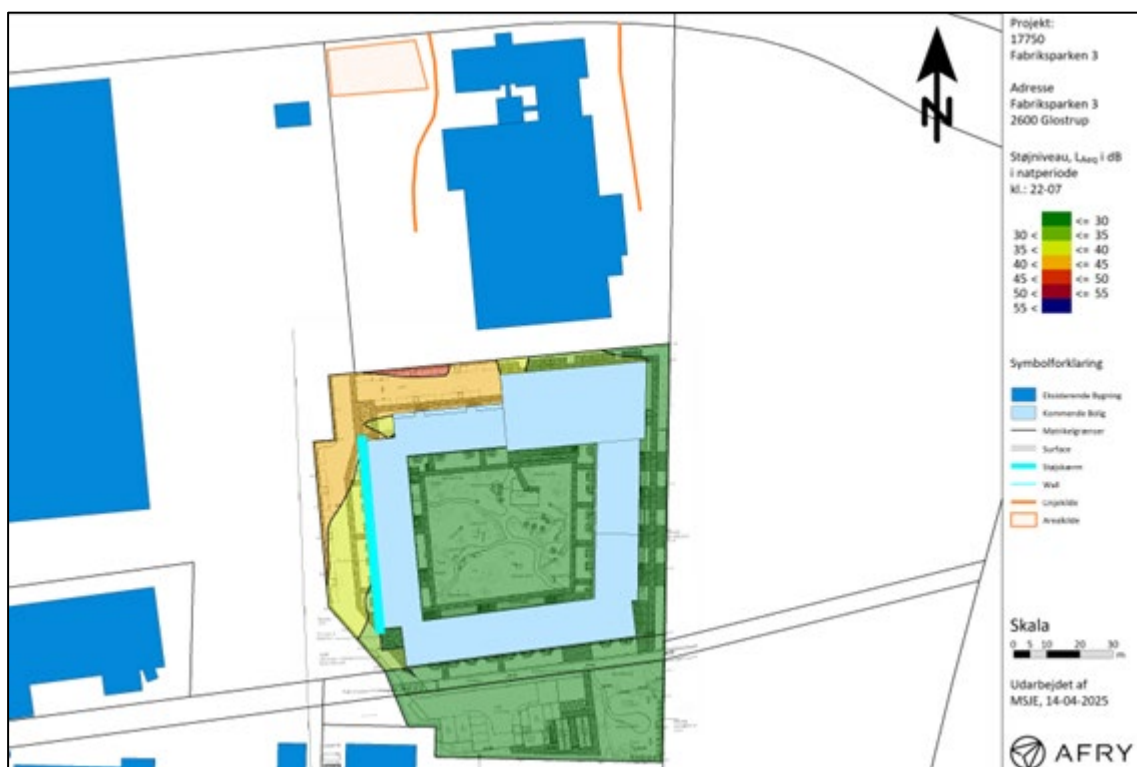 Projekt:
17750
Fabriksparken 3
Adresse
Fabriksparken 3
2600 Glostrup
Støjniveau, LAeq i dB
i natperiode
kl.: 22-07
<= 30
30 < <= 35
35 < <= 40
40 < <= 45
45 < <= 50
50 < <= 55
55 <
Symbolforklaring
Eksisterende Bygning
Kommende Bolig
Matrikelgrænser
Surface
Støjskærm
Wall
Linjekilde
Arealkilde
N
Skala
0 5 10 20 30
m
Udarbejdet af
MSJE, 14-04-2025
AFRY